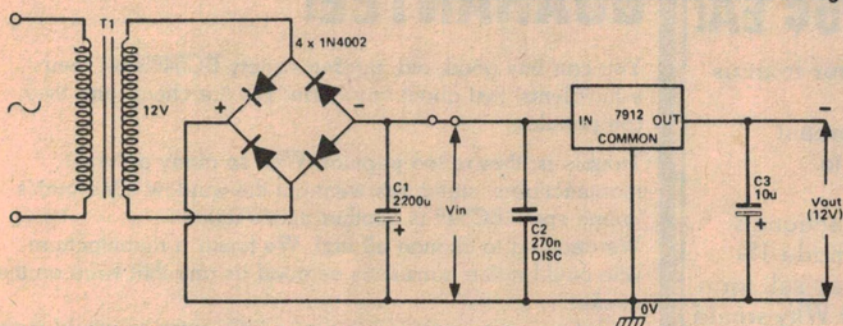 T1
4 x 1N4002
12V
+
−
C1
2200u
+
Vin
C2
270n
DISC
IN
7912
OUT
COMMON
C3
10u
+
−
Vout
(12V)
0V